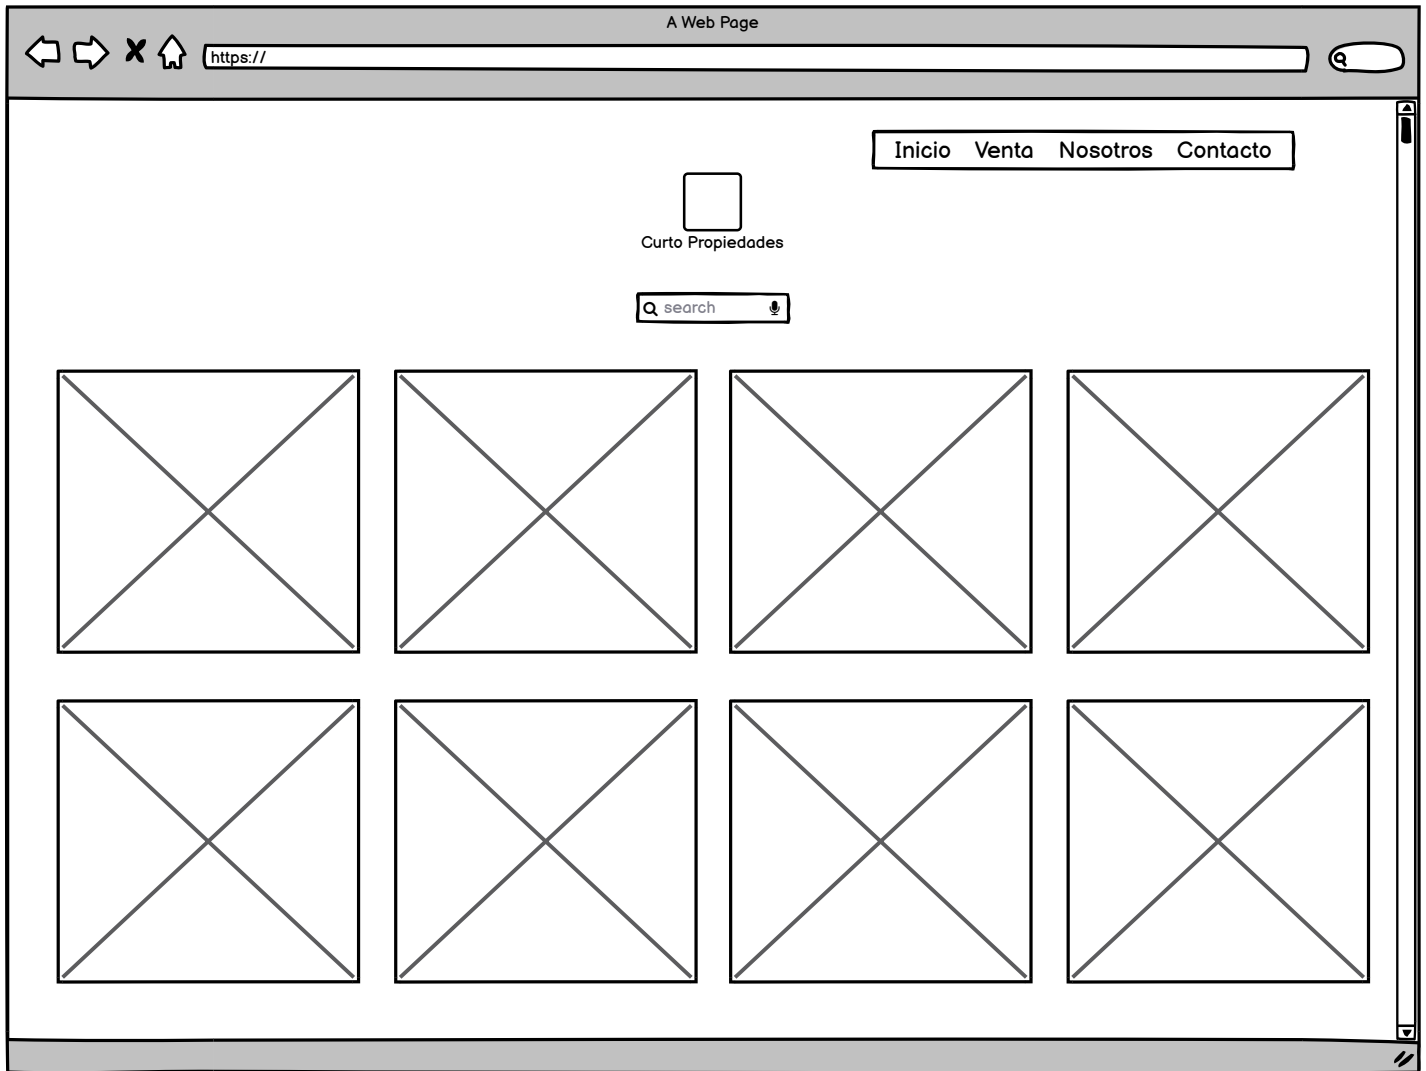 A Web Page
https://
Inicio Venta Nosotros Contacto
Curto Propiedades
search